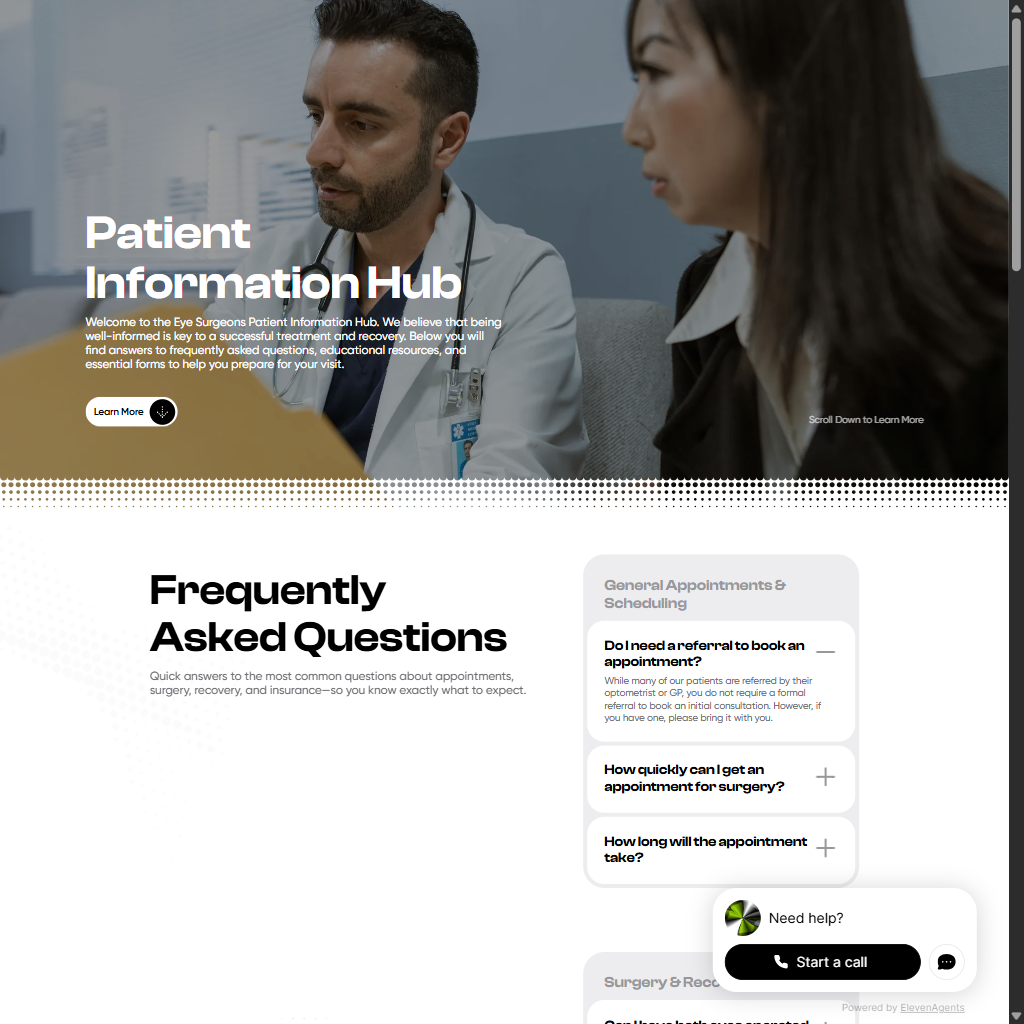 Patient
Information Hub
Welcome to the Eye Surgeons Patient Information Hub. We believe that being
well-informed is key to a successful treatment and recovery. Below you will
find answers to frequently asked questions, educational resources, and
essential forms to help you prepare for your visit.
Learn More
Scroll Down to Learn More
Frequently
Asked Questions
Quick answers to the most common questions about appointments,
surgery, recovery, and insurance—so you know exactly what to expect.
General Appointments &
Scheduling
Do I need a referral to book an
appointment?
While many of our patients are referred by their
optometrist or GP, you do not require a formal
referral to book an initial consultation. However, if
you have one, please bring it with you.
How quickly can I get an
appointment for surgery?
How long will the appointment
take?
Need help?
Start a call
Surgery &
Powered by ElevenAgents